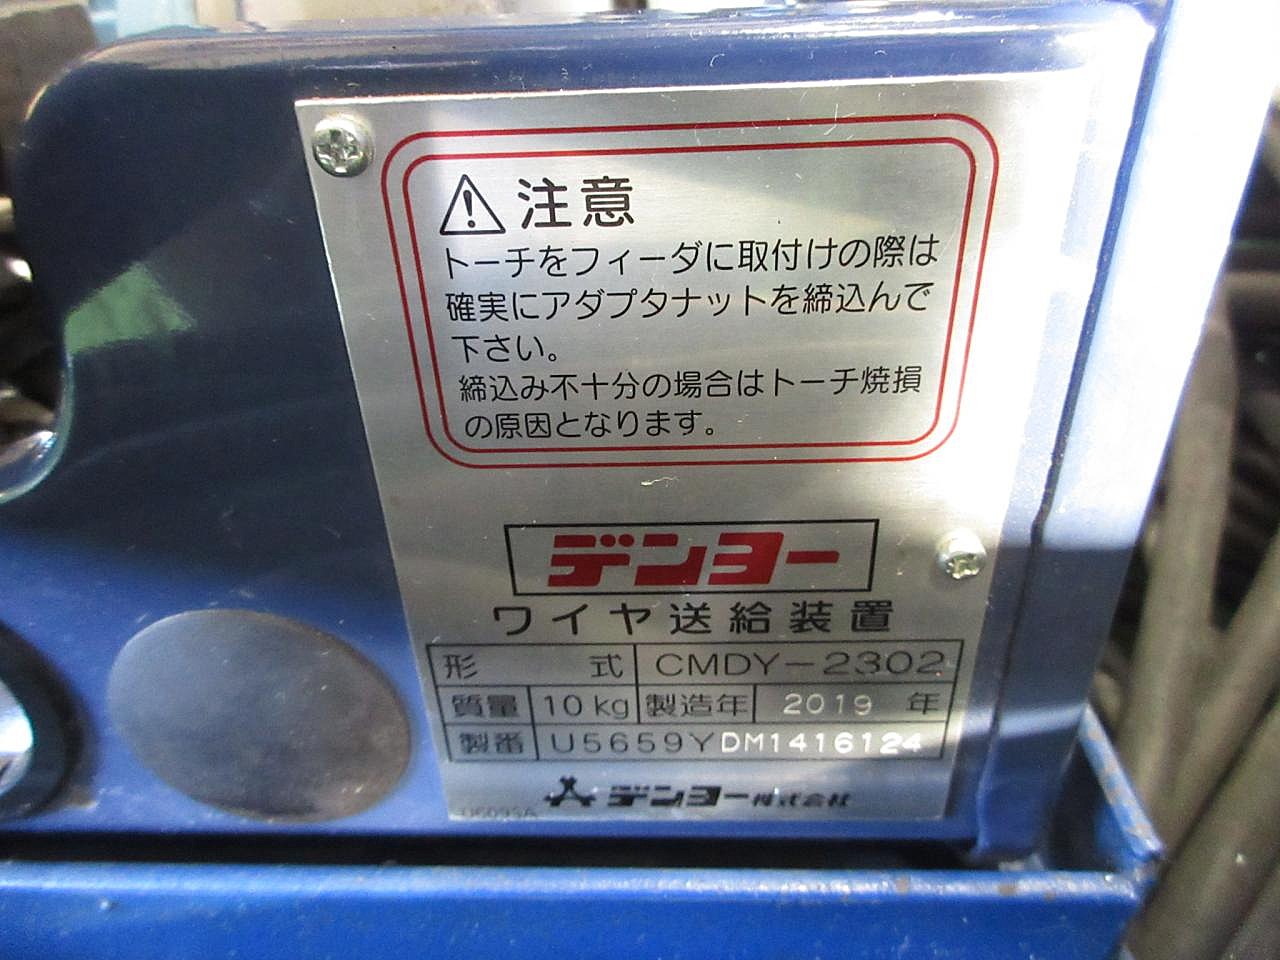 注意
トーチをフィーダに取付けの際は
確実にアダプタナットを締込んで
下さい。
締込み不十分の場合はトーチ焼損
の原因となります。
デンヨー
ワイヤ送給装置
形式 CMDY-2302
質量 10kg 製造年 2019 年
製番 U5659YDM1416124
デンヨー株式会社